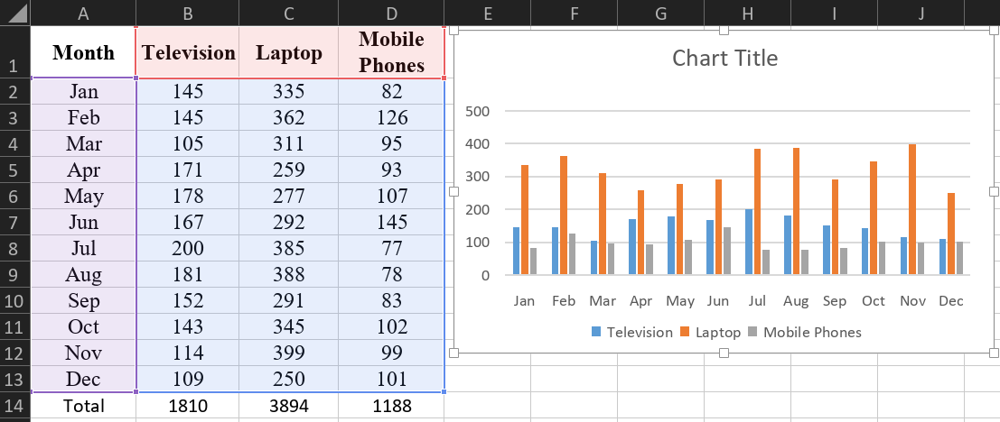 A B C D E F G H I J
1 Month Television Laptop Mobile Phones
2 Jan 145 335 82
3 Feb 145 362 126
4 Mar 105 311 95
5 Apr 171 259 93
6 May 178 277 107
7 Jun 167 292 145
8 Jul 200 385 77
9 Aug 181 388 78
10 Sep 152 291 83
11 Oct 143 345 102
12 Nov 114 399 99
13 Dec 109 250 101
14 Total 1810 3894 1188
Chart Title
500
400
300
200
100
0
Jan Feb Mar Apr May Jun Jul Aug Sep Oct Nov Dec
Television Laptop Mobile Phones